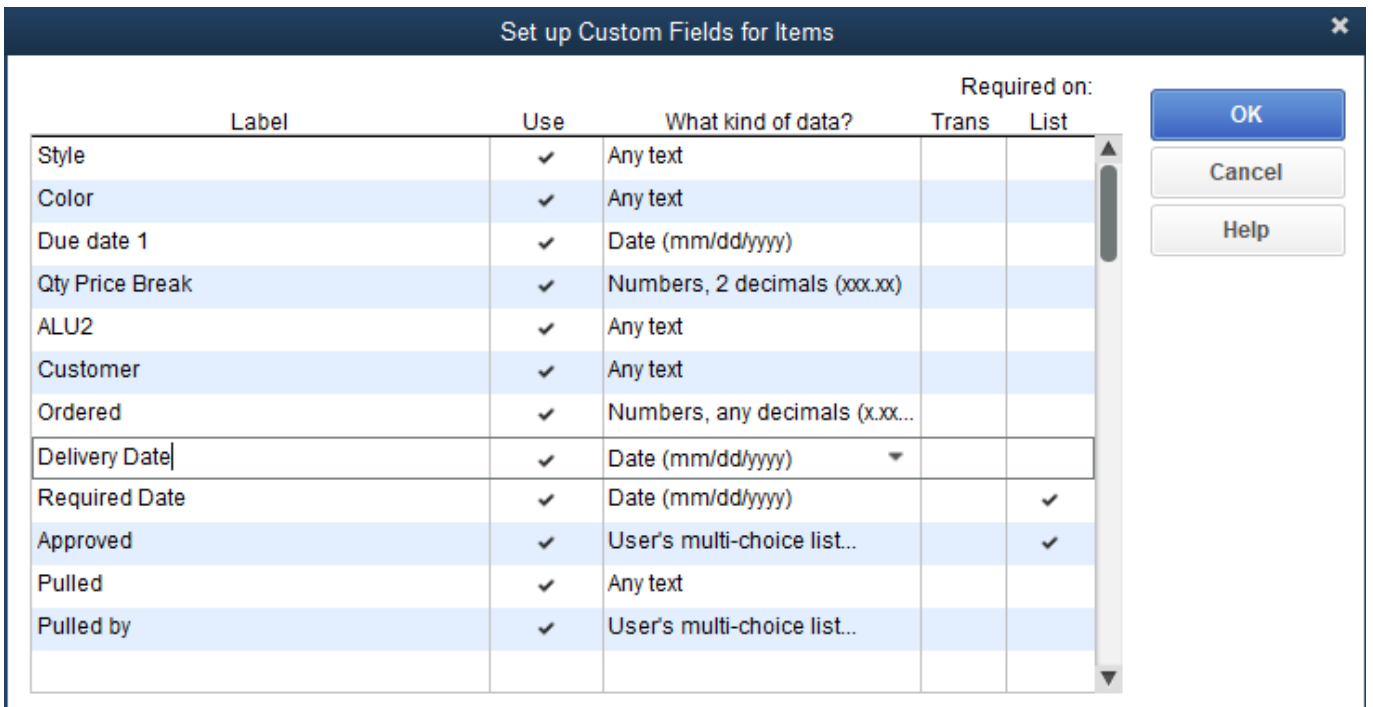 Set up Custom Fields for Items
Required on:
Label Use What kind of data? Trans List
Style Any text
Color Any text
Due date 1 Date (mm/dd/yyyy)
Qty Price Break Numbers, 2 decimals (xxx.xx)
ALU2 Any text
Customer Any text
Ordered Numbers, any decimals (x.xx...
Delivery Date Date (mm/dd/yyyy)
Required Date Date (mm/dd/yyyy)
Approved User's multi-choice list...
Pulled Any text
Pulled by User's multi-choice list...
OK
Cancel
Help